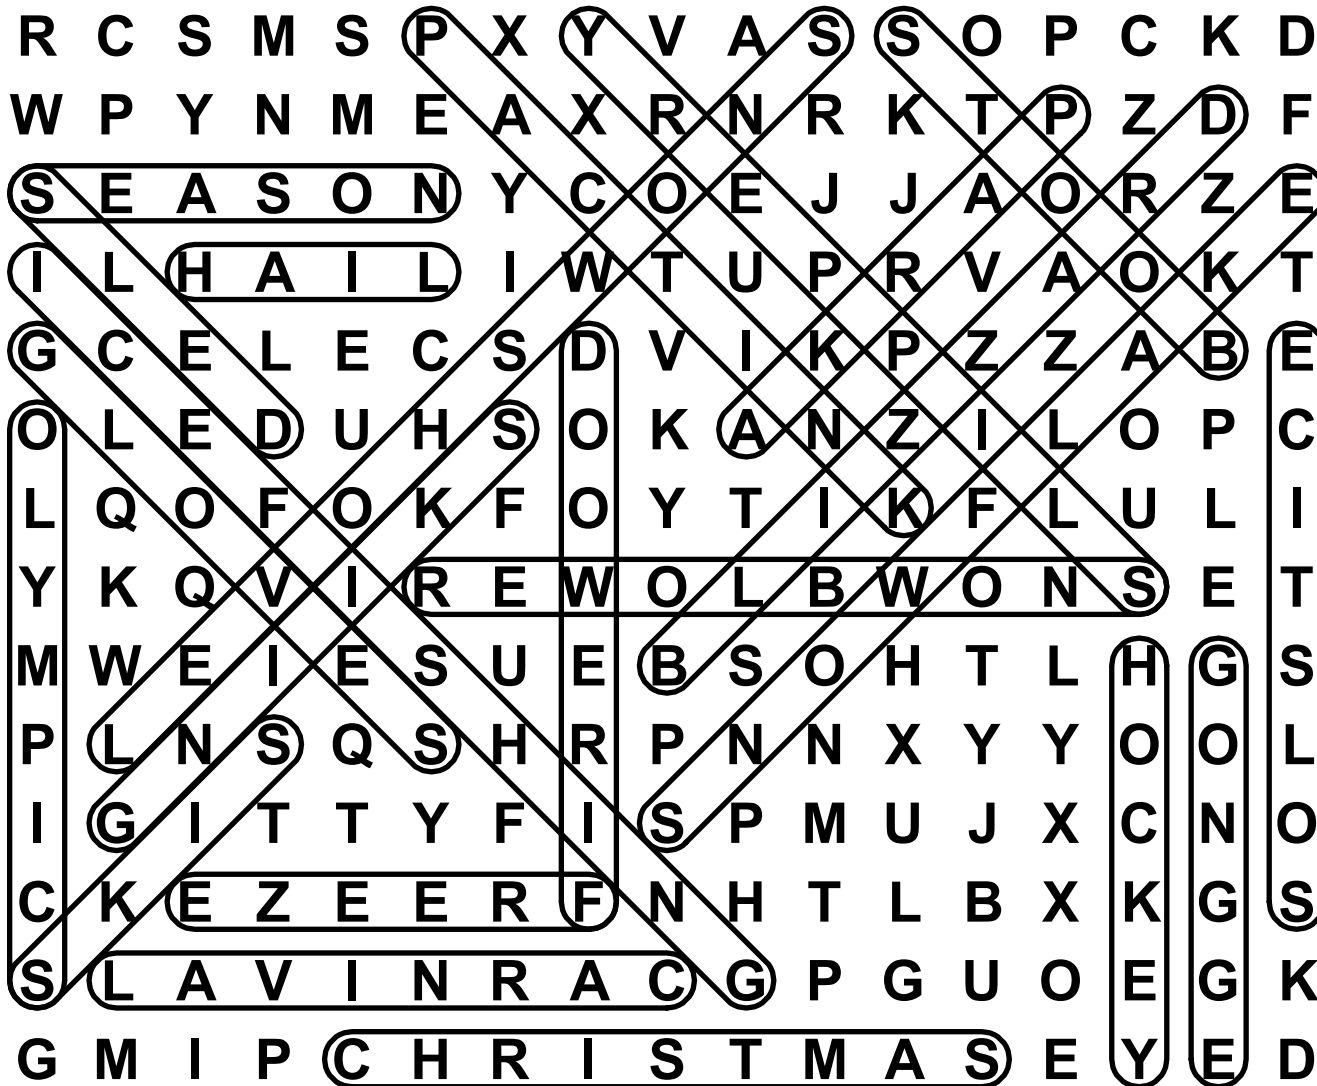 R C S M S P X Y V A S S O P C K D
W P Y N M E A X R N R K T P Z D F
S E A S O N Y C O E J J A O R Z E
I L H A I L I W T U P R V A O K T
G C E L E C S D V I K P Z Z A B E
O L E D U H S O K A N Z I L O P C
L Q O F O K F O Y T I K F L U L I
Y K Q V I R E W O L B W O N S E T
M W E I E S U E B S O H T L H G S
P L N S Q S H R P N N X Y Y O O L
I G I T T Y F I S P M U J X C N O
C K E Z E E R F N H T L B X K G S
S L A V I N R A C G P G U O E G K
G M I P C H R I S T M A S E Y E D